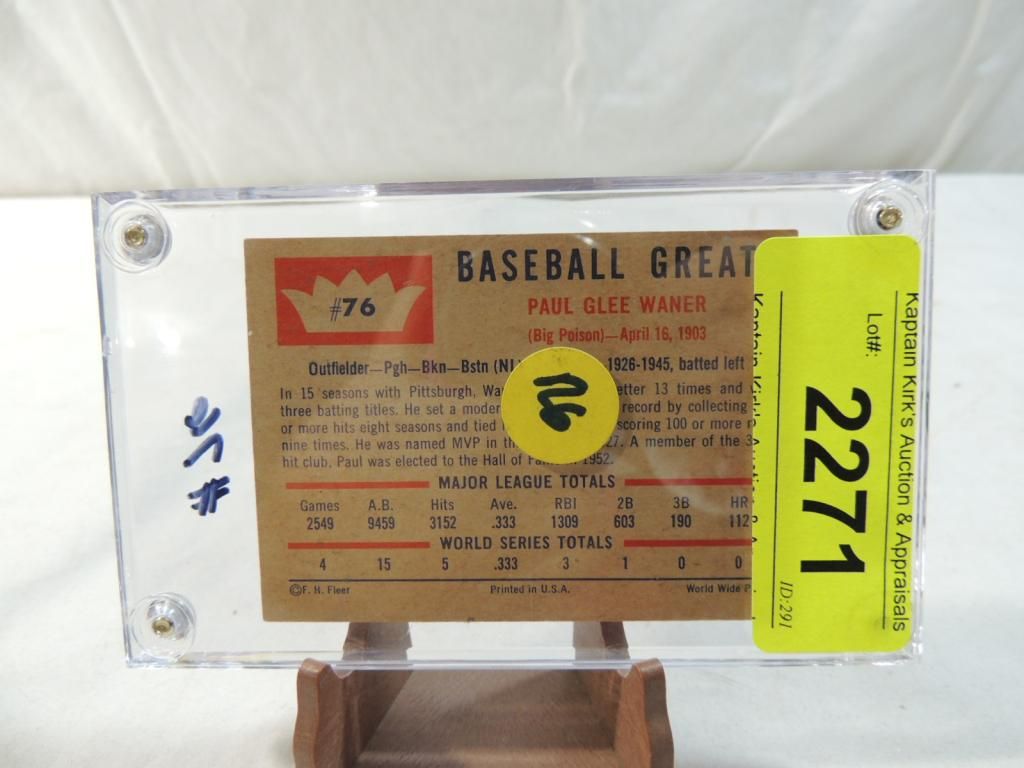 #76
BASEBALL GREAT
PAUL GLEE WANER
(Big Poison)—April 16, 1903
Outfielder—Pgh—Bkn—Bstn (NL) 1926-1945, batted left
In 15 seasons with Pittsburgh, etter 13 times and
three batting titles. He set a moder record by collecting
or more hits eight seasons and tied scoring 100 or more
nine times. He was named MVP in 27. A member of the 3
hit club, Paul was elected to the Hall of 1952.
MAJOR LEAGUE TOTALS
Games A.B. Hits Ave. RBI 2B 3B HR
2549 9459 3152 .333 1309 603 190 112
WORLD SERIES TOTALS
4 15 5 .333 3 1 0 0
©F. H. Fleer Printed in U.S.A. World Wide
Kaptain Kirk's Auction & Appraisals
Lot#:
2271
ID:291